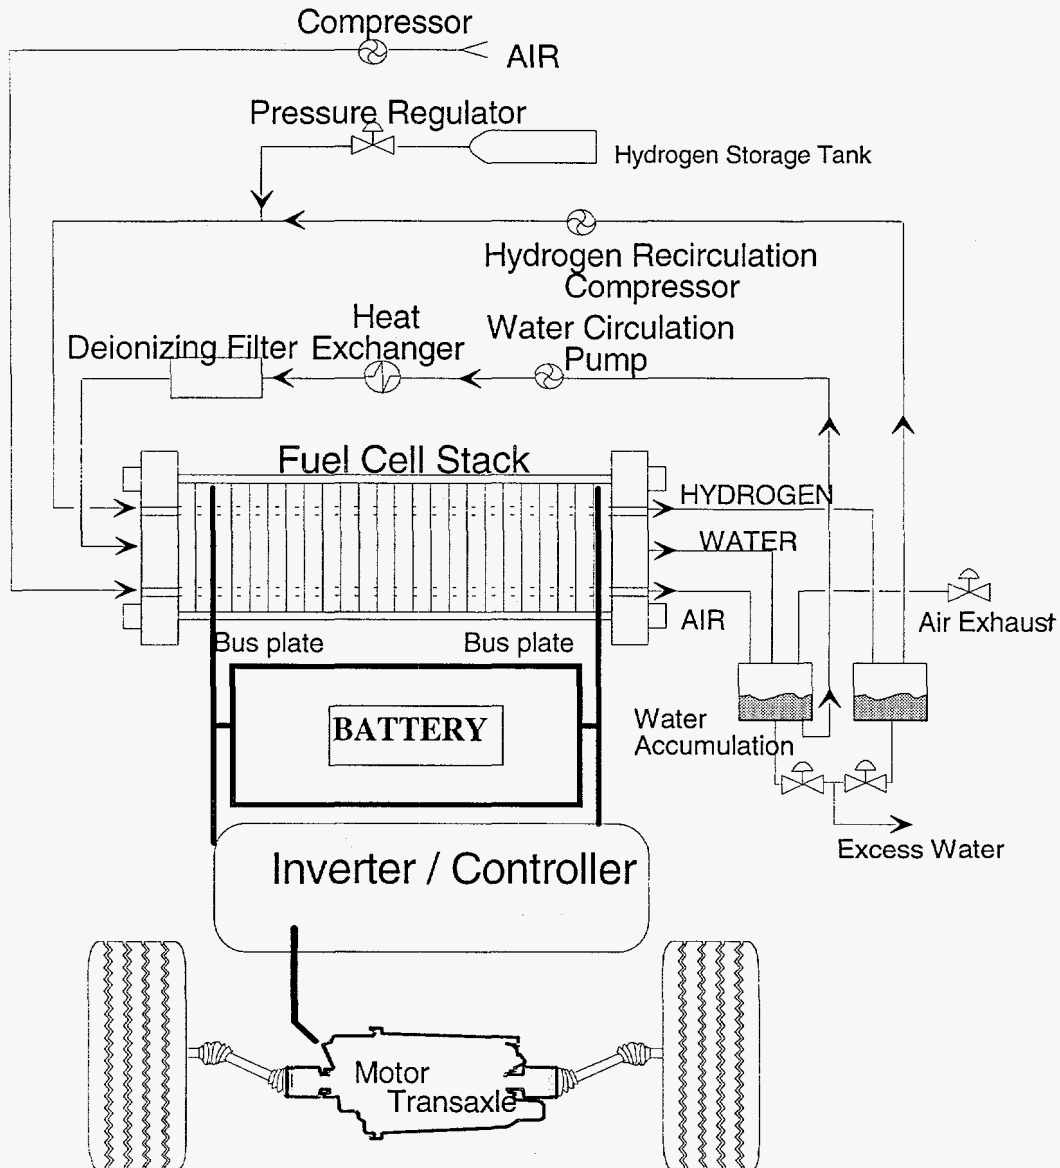 Compressor
AIR
Pressure Regulator
Hydrogen Storage Tank
Hydrogen Recirculation
Compressor
Heat
Exchanger
Water Circulation
Pump
Deionizing Filter
Fuel Cell Stack
HYDROGEN
WATER
AIR
Air Exhaust
Bus plate
Bus plate
BATTERY
Water
Accumulation
Excess Water
Inverter / Controller
Motor
Transaxle